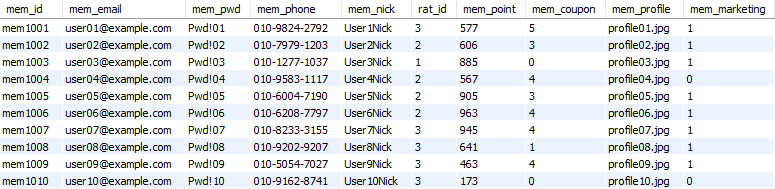 mem_id mem_email mem_pwd mem_phone mem_nick rat_id mem_point mem_coupon mem_profile mem_marketing
mem1001 user01@example.com Pwd!01 010-9824-2792 User1Nick 3 577 5 profile01.jpg 1
mem1002 user02@example.com Pwd!02 010-7979-1203 User2Nick 2 606 3 profile02.jpg 1
mem1003 user03@example.com Pwd!03 010-1277-1037 User3Nick 1 885 0 profile03.jpg 1
mem1004 user04@example.com Pwd!04 010-9583-1117 User4Nick 2 567 4 profile04.jpg 0
mem1005 user05@example.com Pwd!05 010-6004-7190 User5Nick 2 905 3 profile05.jpg 1
mem1006 user06@example.com Pwd!06 010-6208-7797 User6Nick 2 963 4 profile06.jpg 1
mem1007 user07@example.com Pwd!07 010-8233-3155 User7Nick 3 945 4 profile07.jpg 1
mem1008 user08@example.com Pwd!08 010-9202-9207 User8Nick 3 641 1 profile08.jpg 1
mem1009 user09@example.com Pwd!09 010-5054-7027 User9Nick 3 463 4 profile09.jpg 1
mem1010 user10@example.com Pwd!10 010-9162-8741 User10Nick 3 173 0 profile10.jpg 0